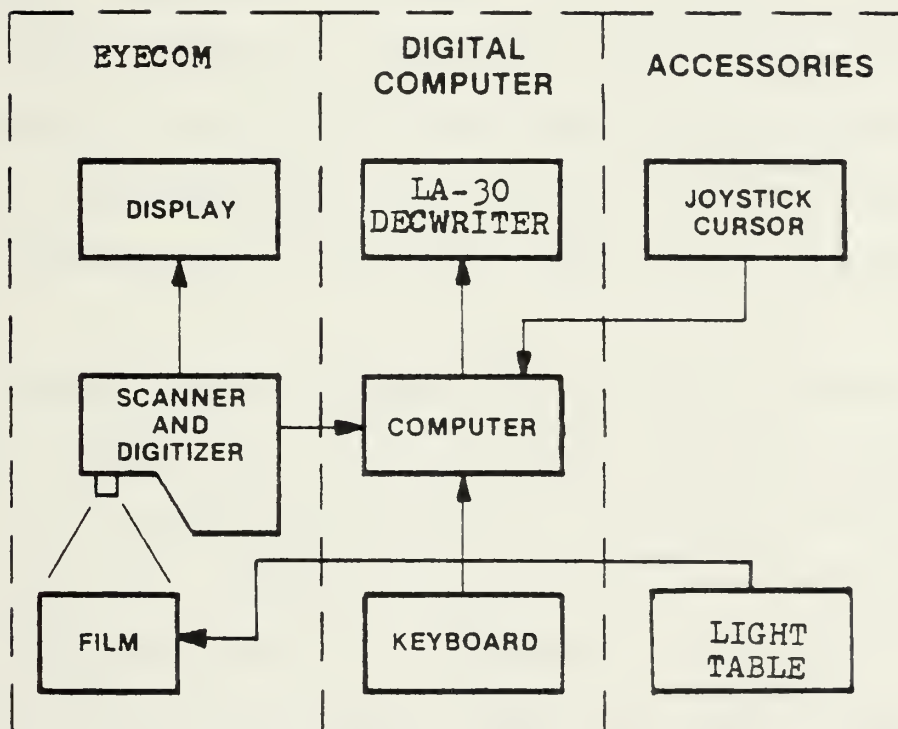 EYECOM
DIGITAL
COMPUTER
ACCESSORIES
DISPLAY
LA-30
DECWRITER
JOYSTICK
CURSOR
SCANNER
AND
DIGITIZER
COMPUTER
FILM
KEYBOARD
LIGHT
TABLE